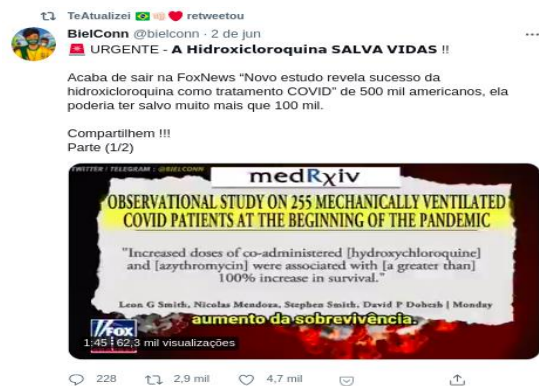 TeAtualizei 🇧🇷👊🏻❤️ retweetou
BielConn @bielconn · 2 de jun
🚨 URGENTE - A Hidroxicloroquina SALVA VIDAS !!
Acaba de sair na FoxNews “Novo estudo revela sucesso da
hidroxicloroquina como tratamento COVID” de 500 mil americanos, ela
poderia ter salvo muito mais que 100 mil.
Compartilhem !!!
Parte (1/2)
TWITTER / TELEGRAM : @BIELCONN
medRxiv
OBSERVATIONAL STUDY ON 255 MECHANICALLY VENTILATED
COVID PATIENTS AT THE BEGINNING OF THE PANDEMIC
"Increased doses of co-administered [hydroxychloroquine]
and [azythromycin] were associated with [a greater than]
100% increase in survival."
Leon G Smith, Nicolas Mendoza, Stephen Smith, David P Dobesh | Monday
aumento da sobrevivência.
FOX
1:45 62,3 mil visualizações
228 2,9 mil 4,7 mil